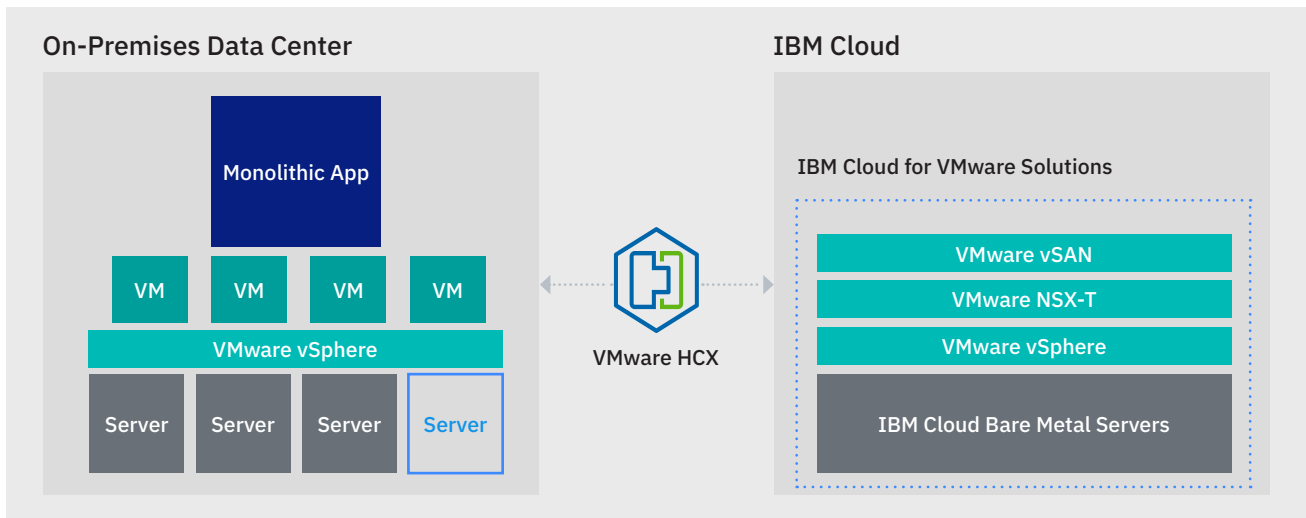 On-Premises Data Center
Monolithic App
VM VM VM VM
VMware vSphere
Server Server Server Server
VMware HCX
IBM Cloud
IBM Cloud for VMware Solutions
VMware vSAN
VMware NSX-T
VMware vSphere
IBM Cloud Bare Metal Servers